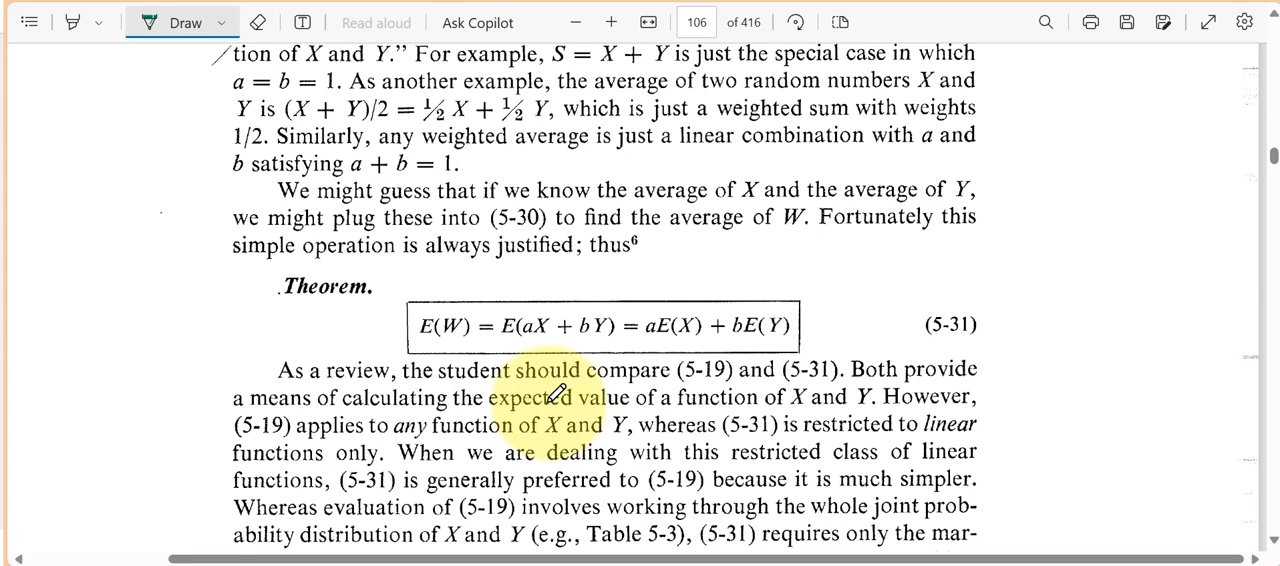 Draw
Read aloud
Ask Copilot
106
of 416
tion of X and Y.” For example, S = X + Y is just the special case in which
a = b = 1. As another example, the average of two random numbers X and
Y is (X + Y)/2 = ½ X + ½ Y, which is just a weighted sum with weights
1/2. Similarly, any weighted average is just a linear combination with a and
b satisfying a + b = 1.
We might guess that if we know the average of X and the average of Y,
we might plug these into (5-30) to find the average of W. Fortunately this
simple operation is always justified; thus⁶
Theorem.
E(W) = E(aX + bY) = aE(X) + bE(Y) (5-31)
As a review, the student should compare (5-19) and (5-31). Both provide
a means of calculating the expected value of a function of X and Y. However,
(5-19) applies to any function of X and Y, whereas (5-31) is restricted to linear
functions only. When we are dealing with this restricted class of linear
functions, (5-31) is generally preferred to (5-19) because it is much simpler.
Whereas evaluation of (5-19) involves working through the whole joint prob-
ability distribution of X and Y (e.g., Table 5-3), (5-31) requires only the mar-